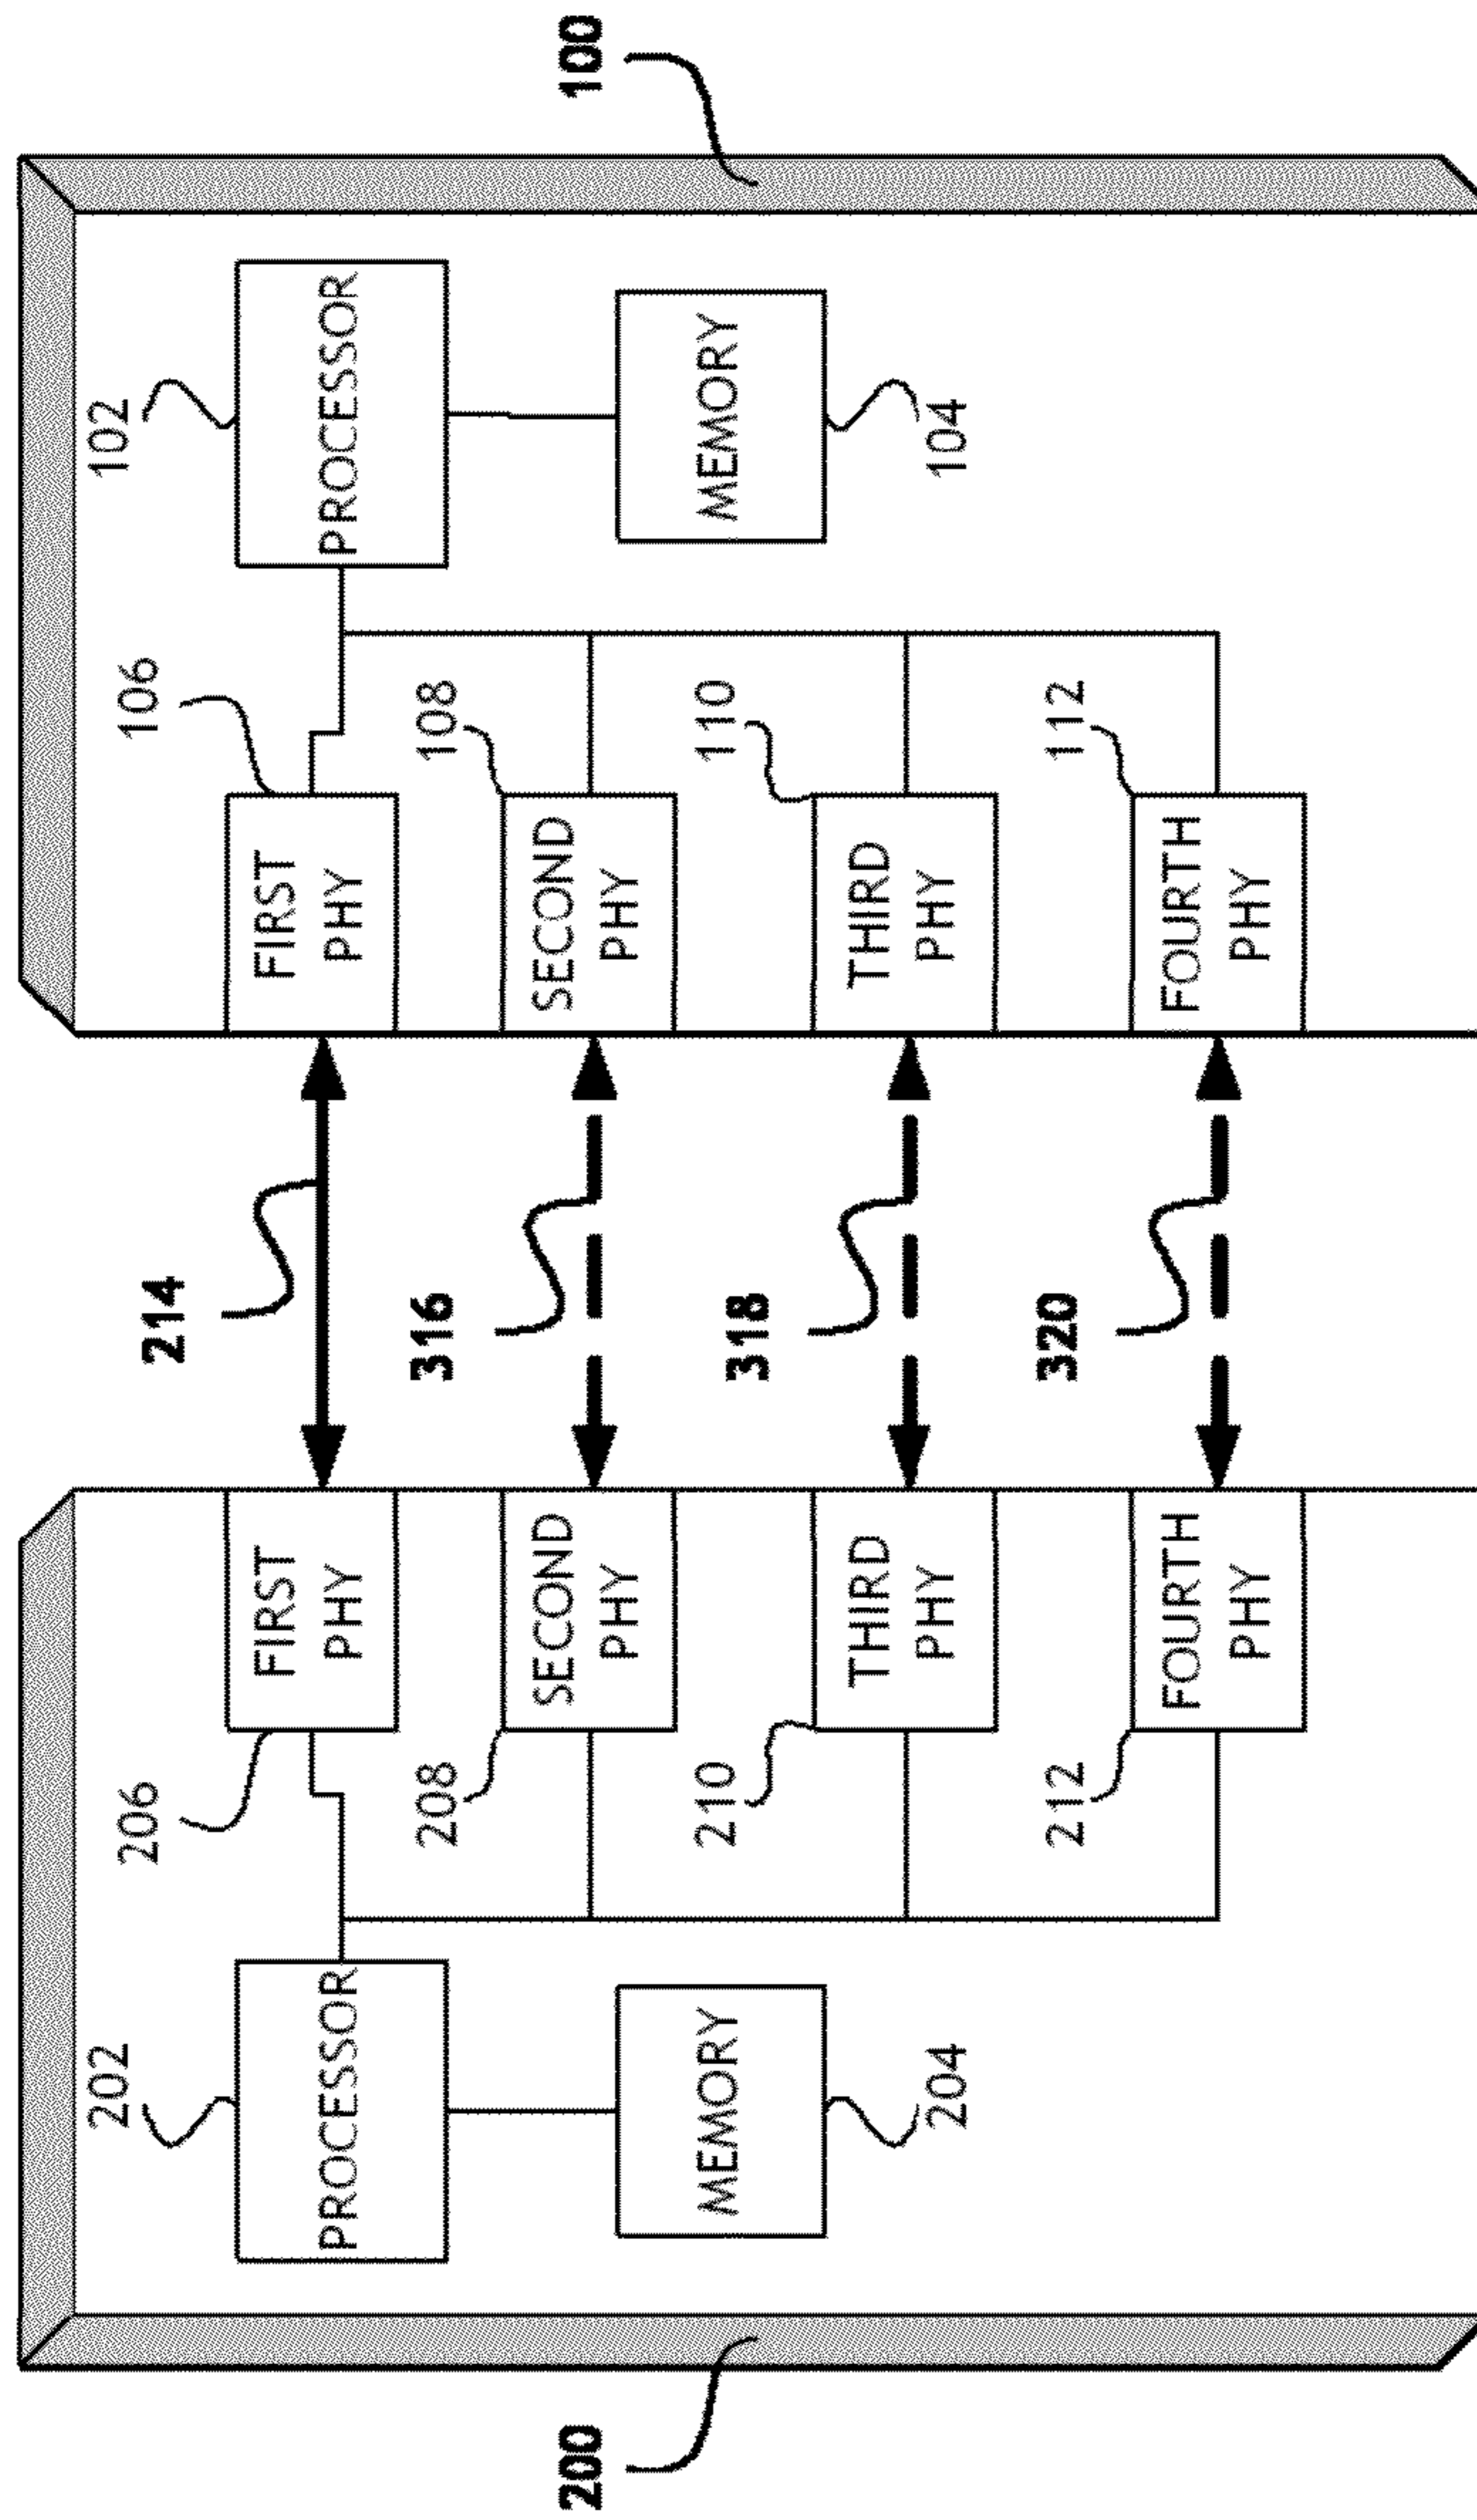 200
202
PROCESSOR
MEMORY
204
206
FIRST
PHY
208
SECOND
PHY
210
THIRD
PHY
212
FOURTH
PHY
214
316
318
320
106
FIRST
PHY
108
SECOND
PHY
110
THIRD
PHY
112
FOURTH
PHY
102
PROCESSOR
MEMORY
104
100